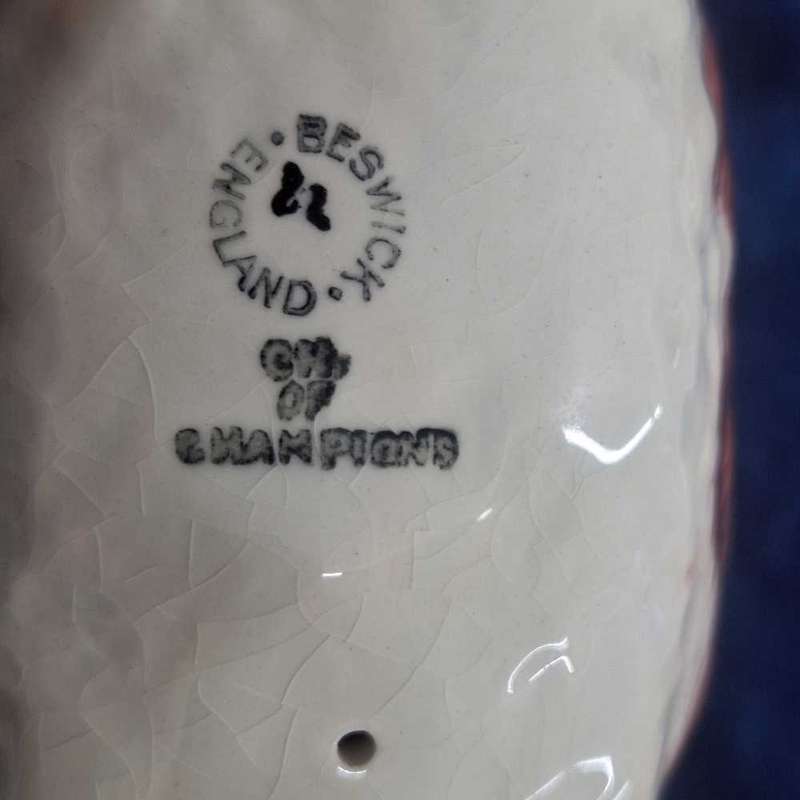 BESWICK · ENGLAND ·
CH.
OF
CHAMPIONS